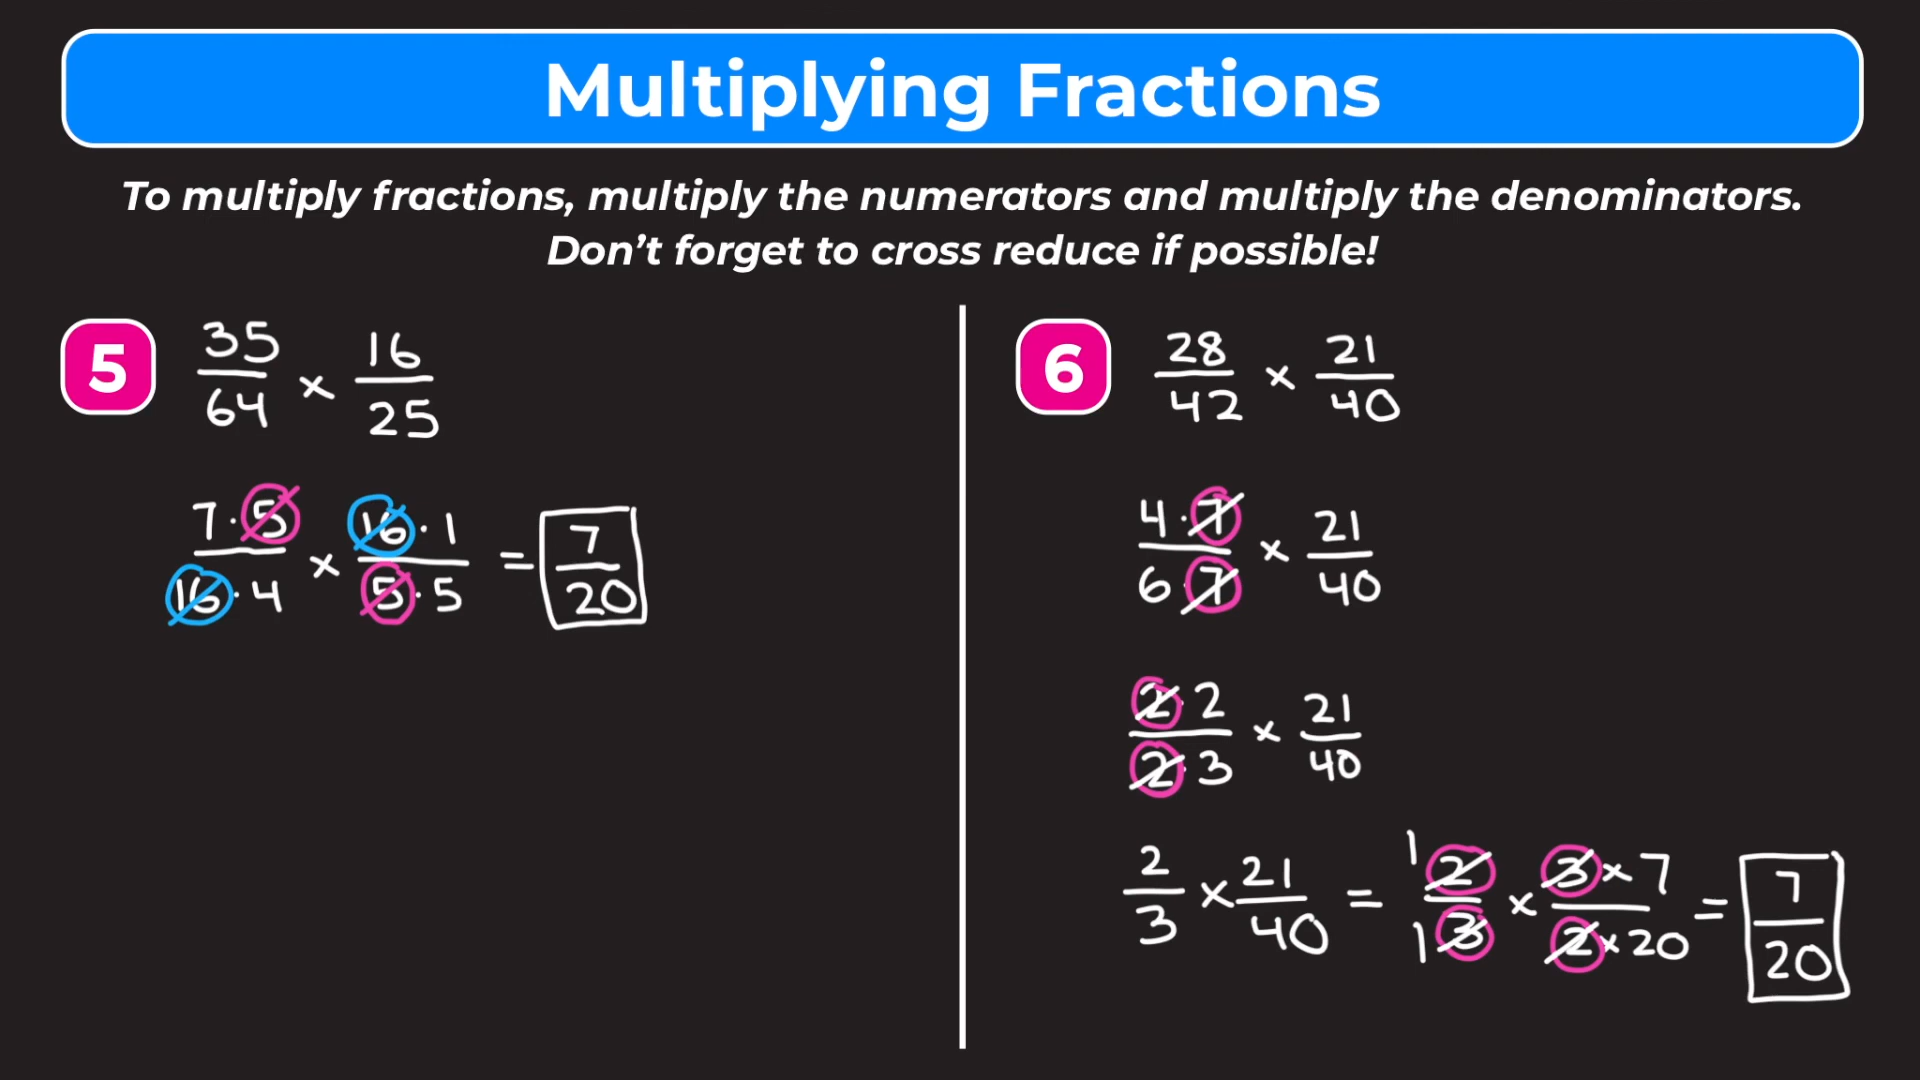 Multiplying Fractions
To multiply fractions, multiply the numerators and multiply the denominators.
Don't forget to cross reduce if possible!
5
35/64 × 16/25
7·5/16·4 × 16·1/5·5 = 7/20
6
28/42 × 21/40
4·7/6·7 × 21/40
2·2/2·3 × 21/40
2/3 × 21/40 = 1 2/1 3 × 3×7/2×20 = 7/20